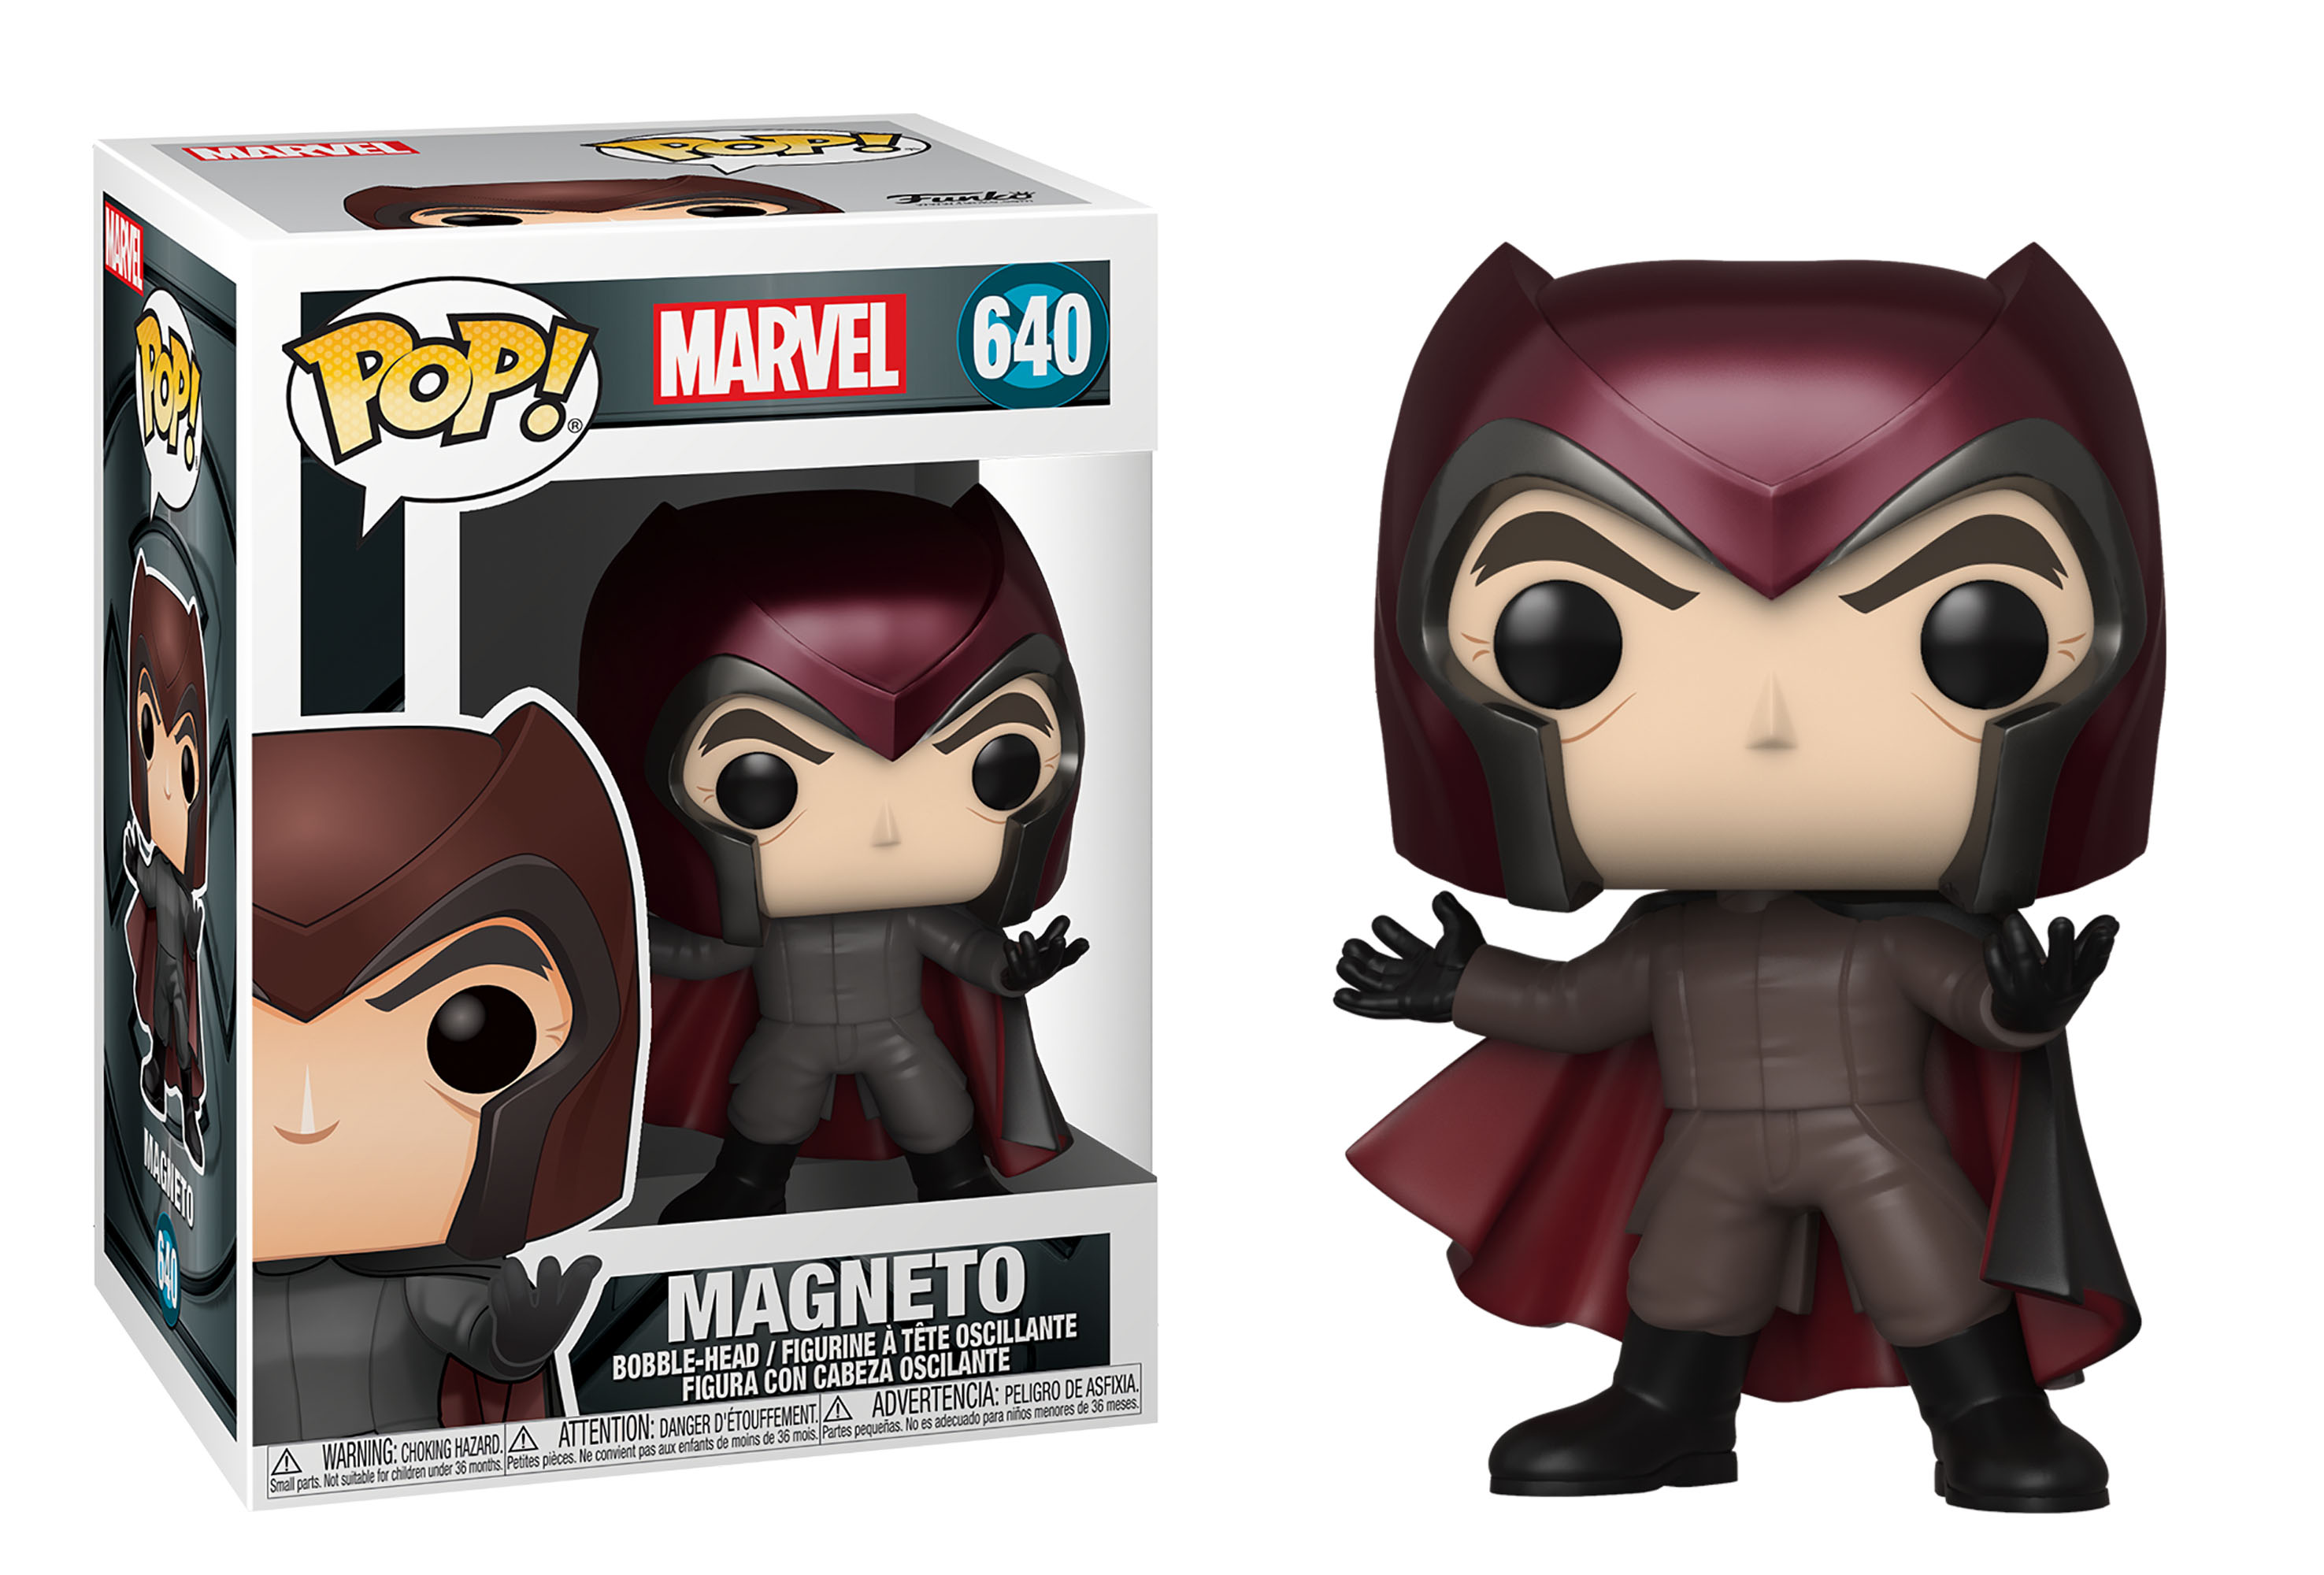 MARVEL
POP!
Funko
MARVEL
POP!
MAGNETO
640
POP!®
MARVEL
640
MAGNETO
BOBBLE-HEAD / FIGURINE À TÊTE OSCILLANTE
FIGURA CON CABEZA OSCILANTE
WARNING: CHOKING HAZARD.
Small parts. Not suitable for children under 36 months.
ATTENTION: DANGER D'ÉTOUFFEMENT.
Petites pièces. Ne convient pas aux enfants de moins de 36 mois.
ADVERTENCIA: PELIGRO DE ASFIXIA.
Partes pequeñas. No es adecuado para niños menores de 36 meses.